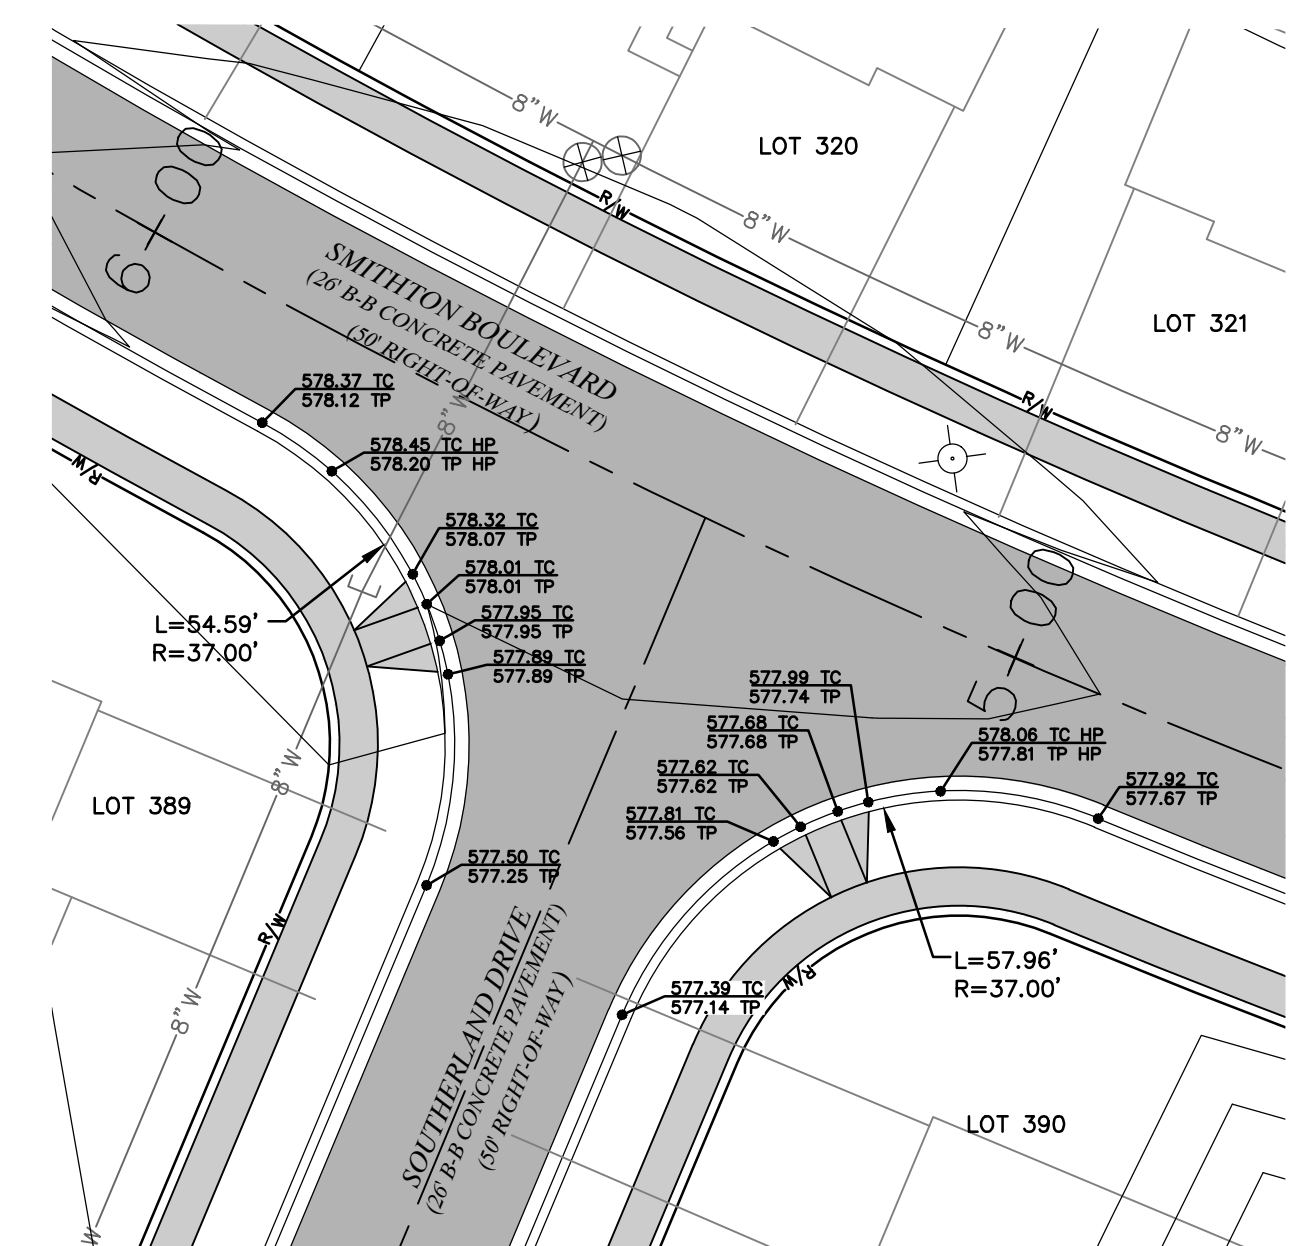 8"W
LOT 320
6+00
R/W
8"W
SMITHTON BOULEVARD
(26' B-B CONCRETE PAVEMENT)
(50' RIGHT-OF-WAY)
8"W
LOT 321
578.37 TC
578.12 TP
R/W
8"W
8"W
578.45 TC HP
578.20 TP HP
R/W
578.32 TC
578.07 TP
578.01 TC
578.01 TP
5+00
L=54.59'
R=37.00'
577.95 TC
577.95 TP
577.89 TC
577.89 TP
577.99 TC
577.74 TP
577.68 TC
577.68 TP
578.06 TC HP
577.81 TP HP
577.62 TC
577.62 TP
577.92 TC
577.67 TP
8"W
LOT 389
577.81 TC
577.56 TP
577.50 TC
577.25 TP
R/W
L=57.96'
R=37.00'
R/W
577.39 TC
577.14 TP
8"W
SOUTHERLAND DRIVE
(26' B-B CONCRETE PAVEMENT)
(50' RIGHT-OF-WAY)
LOT 390
W